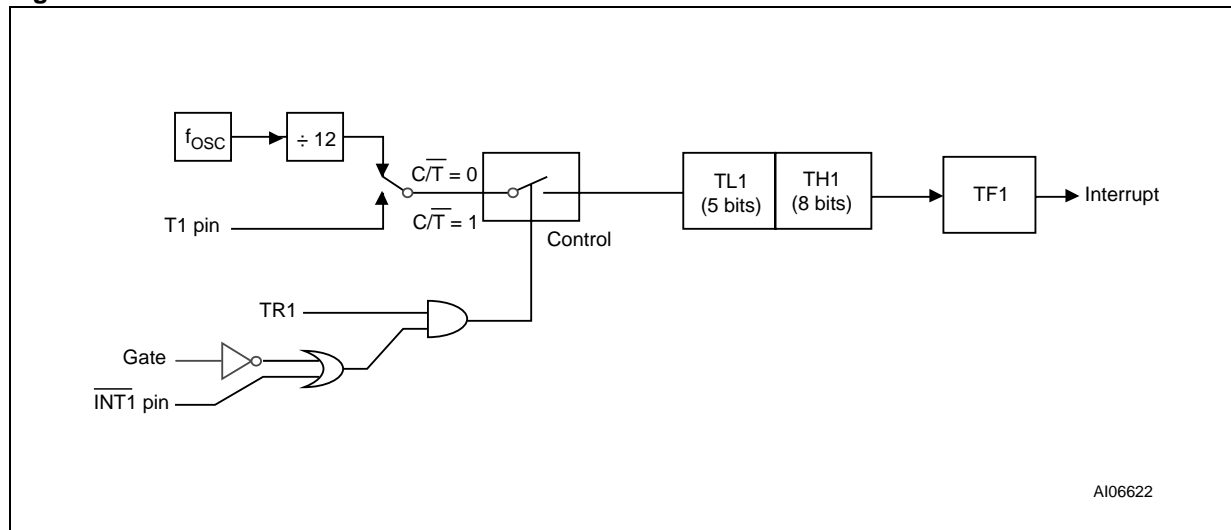 fOSC
÷ 12
C/T̅ = 0
C/T̅ = 1
T1 pin
Control
TL1
(5 bits)
TH1
(8 bits)
TF1
Interrupt
TR1
Gate
I̅N̅T̅1̅ pin
AI06622